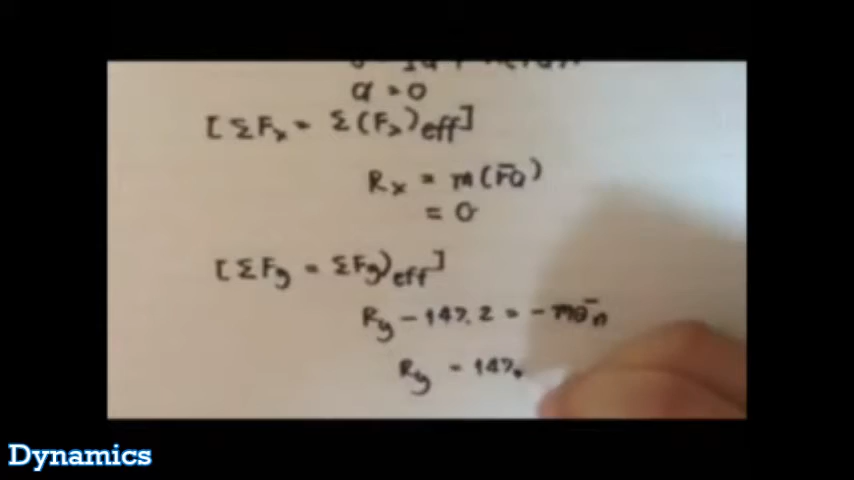 α = 0
[ΣFx = Σ(Fx)eff]
Rx = m(r̄α)
= 0
[ΣFy = ΣFy)eff]
Ry - 147.2 = - mān
Ry - 147.
Dynamics